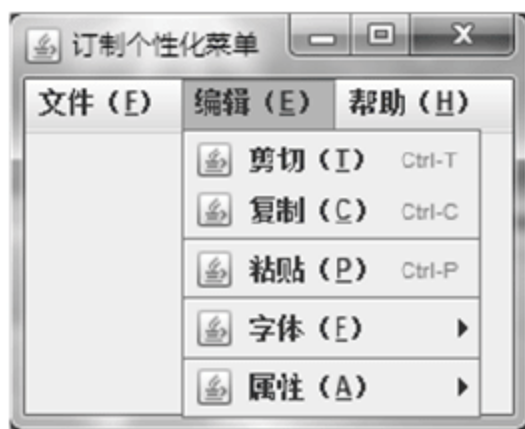 订制个性化菜单
文件（F） 编辑（E） 帮助（H）
剪切（T） Ctrl-T
复制（C） Ctrl-C
粘贴（P） Ctrl-P
字体（F）
属性（A）